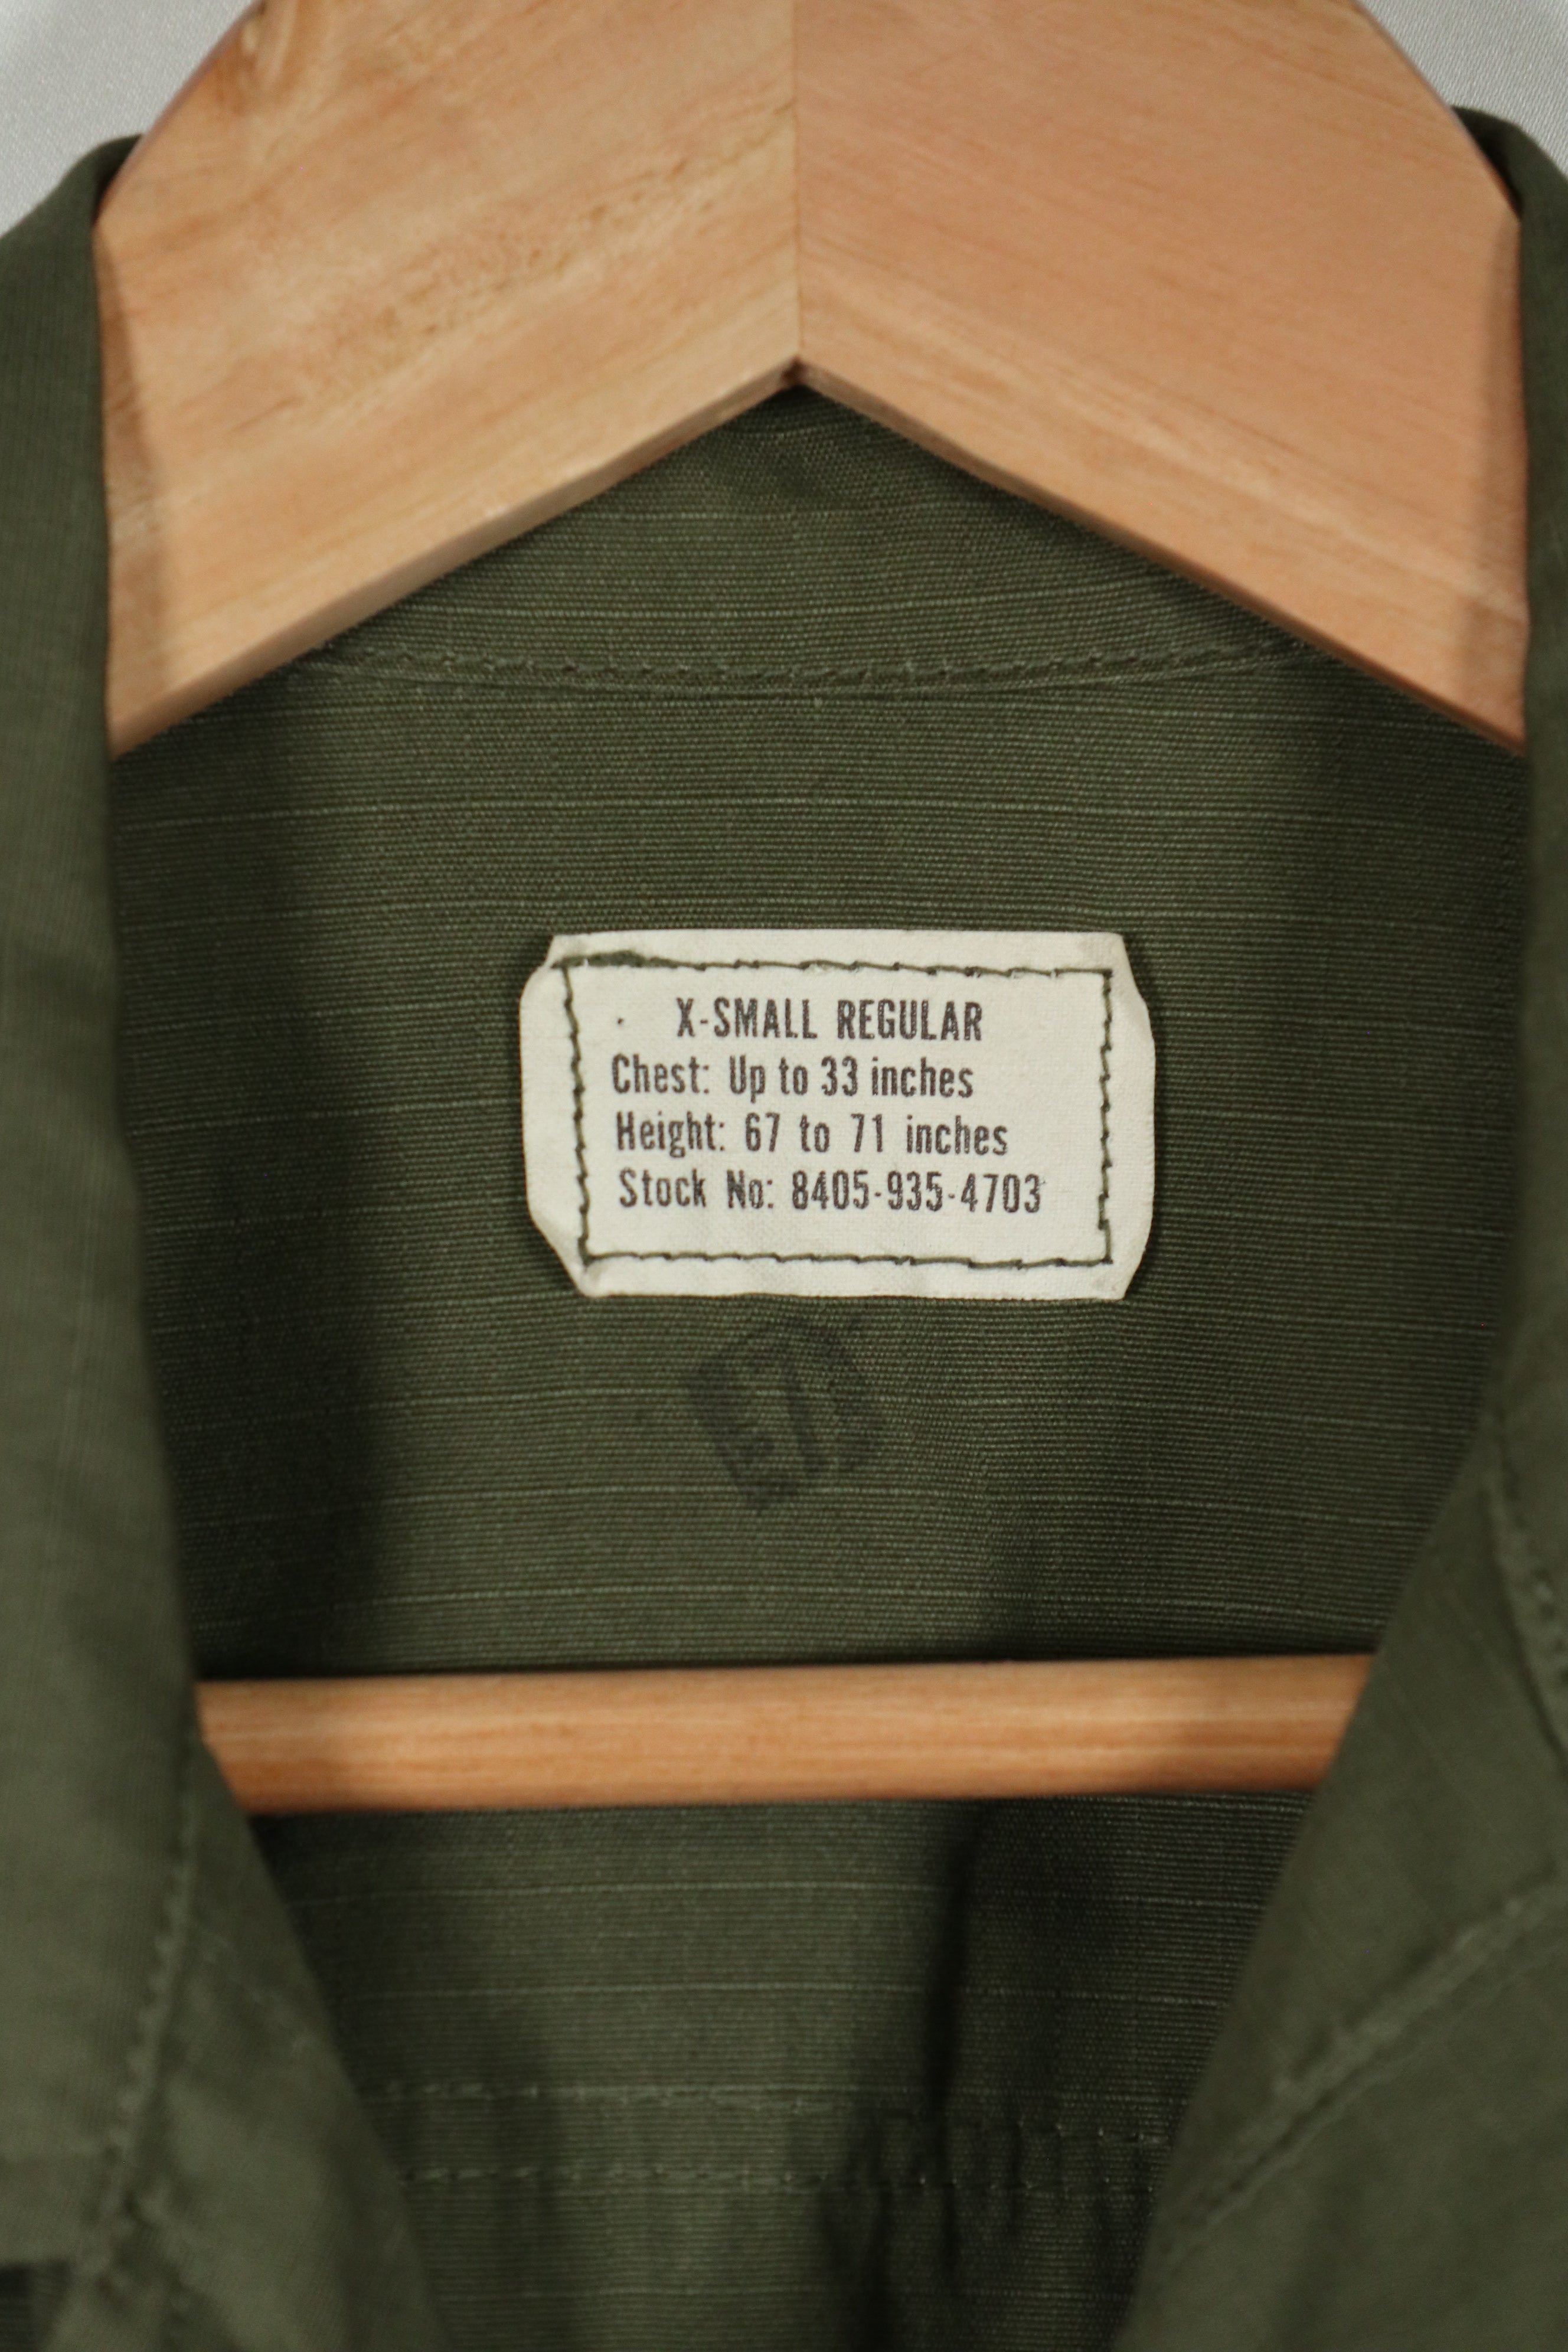 X-SMALL REGULAR
Chest: Up to 33 inches
Height: 67 to 71 inches
Stock No: 8405-935-4703